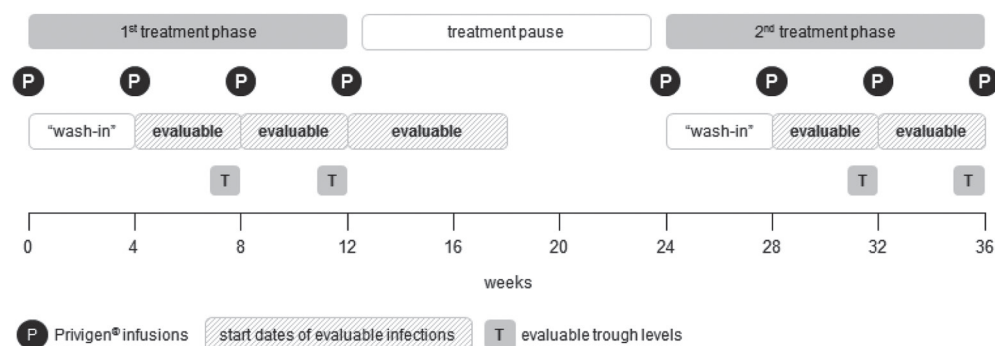 1st treatment phase treatment pause 2nd treatment phase
P P P P P P P P
“wash-in” evaluable evaluable evaluable “wash-in” evaluable evaluable
T T T T
0 4 8 12 16 20 24 28 32 36
weeks
P Privigen® infusions start dates of evaluable infections T evaluable trough levels